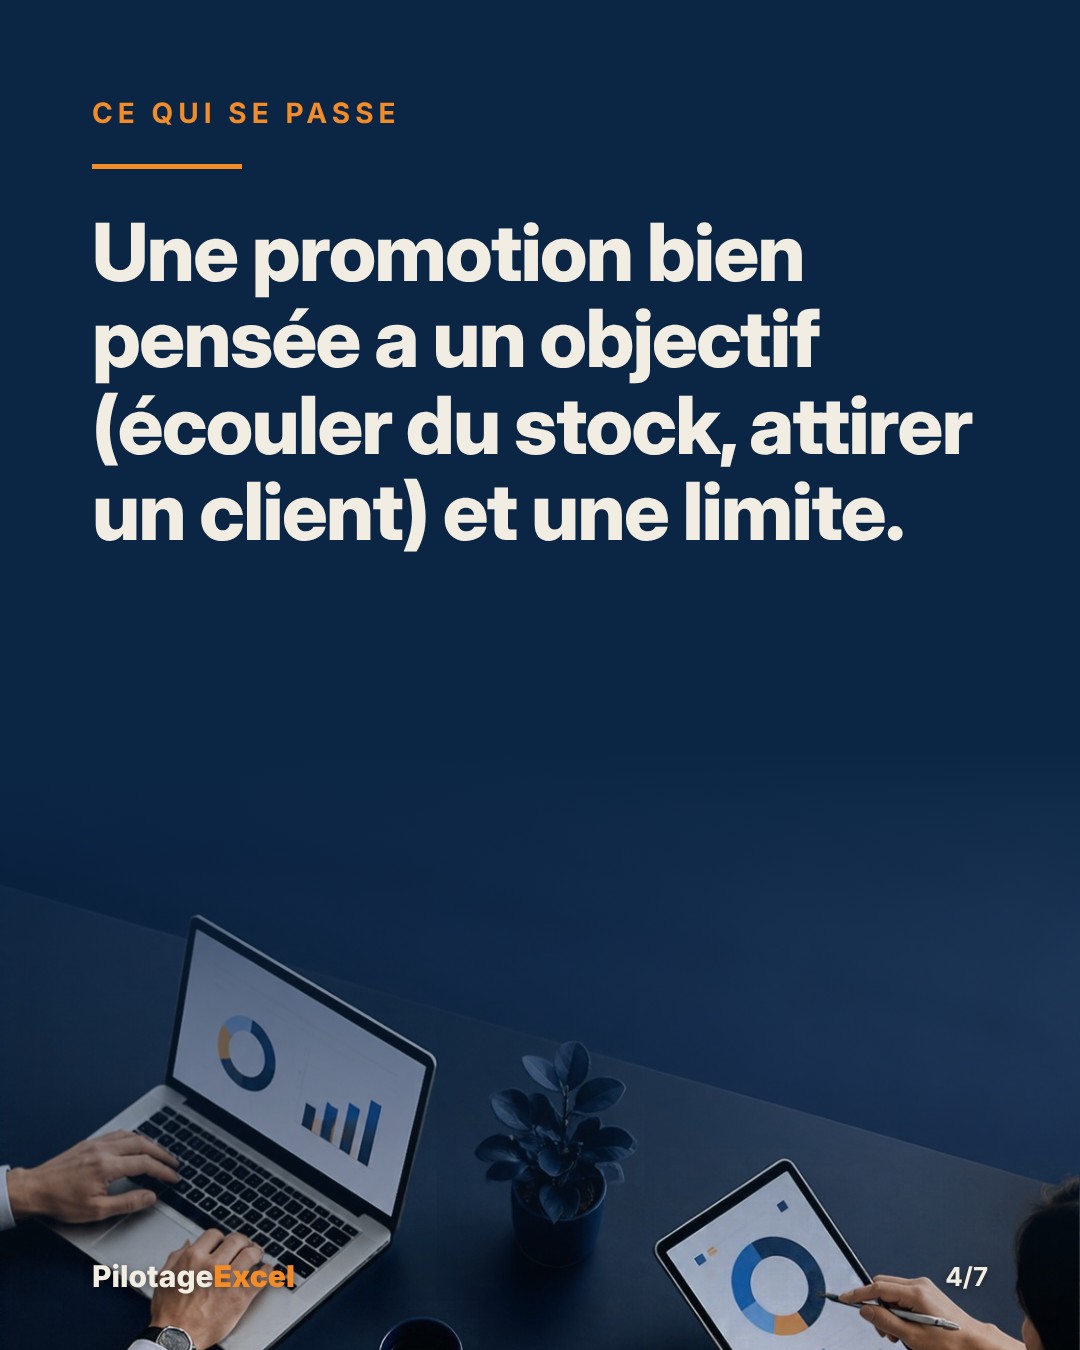 CE QUI SE PASSE
Une promotion bien
pensée a un objectif
(écouler du stock, attirer
un client) et une limite.
PilotageExcel
4/7